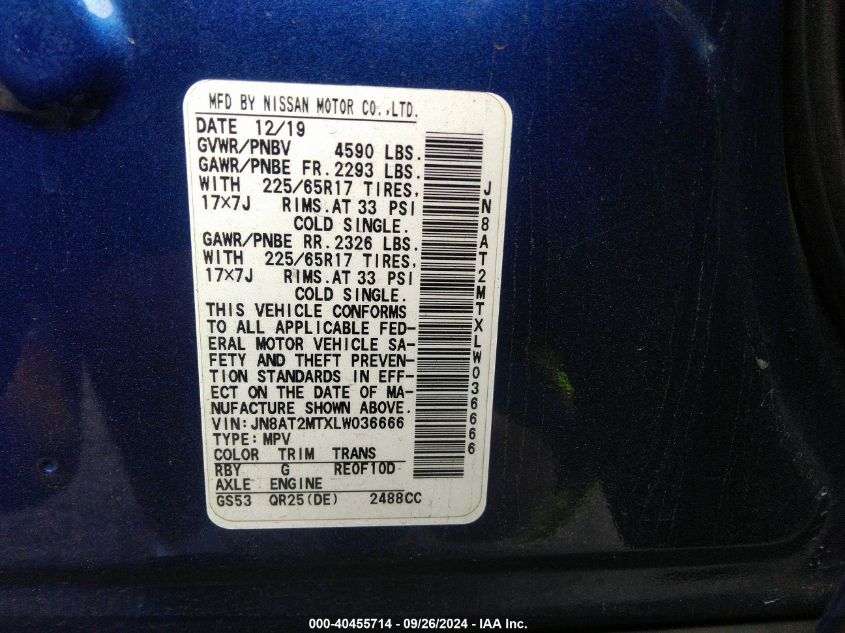 MFD BY NISSAN MOTOR CO.,LTD.
DATE 12/19
GVWR/PNBV 4590 LBS.
GAWR/PNBE FR.2293 LBS.
WITH 225/65R17 TIRES,
17×7J RIMS.AT 33 PSI
COLD SINGLE.
GAWR/PNBE RR.2326 LBS.
WITH 225/65R17 TIRES,
17×7J RIMS.AT 33 PSI
COLD SINGLE.
THIS VEHICLE CONFORMS
TO ALL APPLICABLE FED-
ERAL MOTOR VEHICLE SA-
FETY AND THEFT PREVEN-
TION STANDARDS IN EFF-
ECT ON THE DATE OF MA-
NUFACTURE SHOWN ABOVE.
VIN:JN8AT2MTXLW036666
TYPE:MPV
COLOR TRIM TRANS
RBY G RE0F10D
AXLE ENGINE
GS53 QR25(DE) 2488CC
JN8AT2MTXLW036666
000-40455714 - 09/26/2024 - IAA Inc.